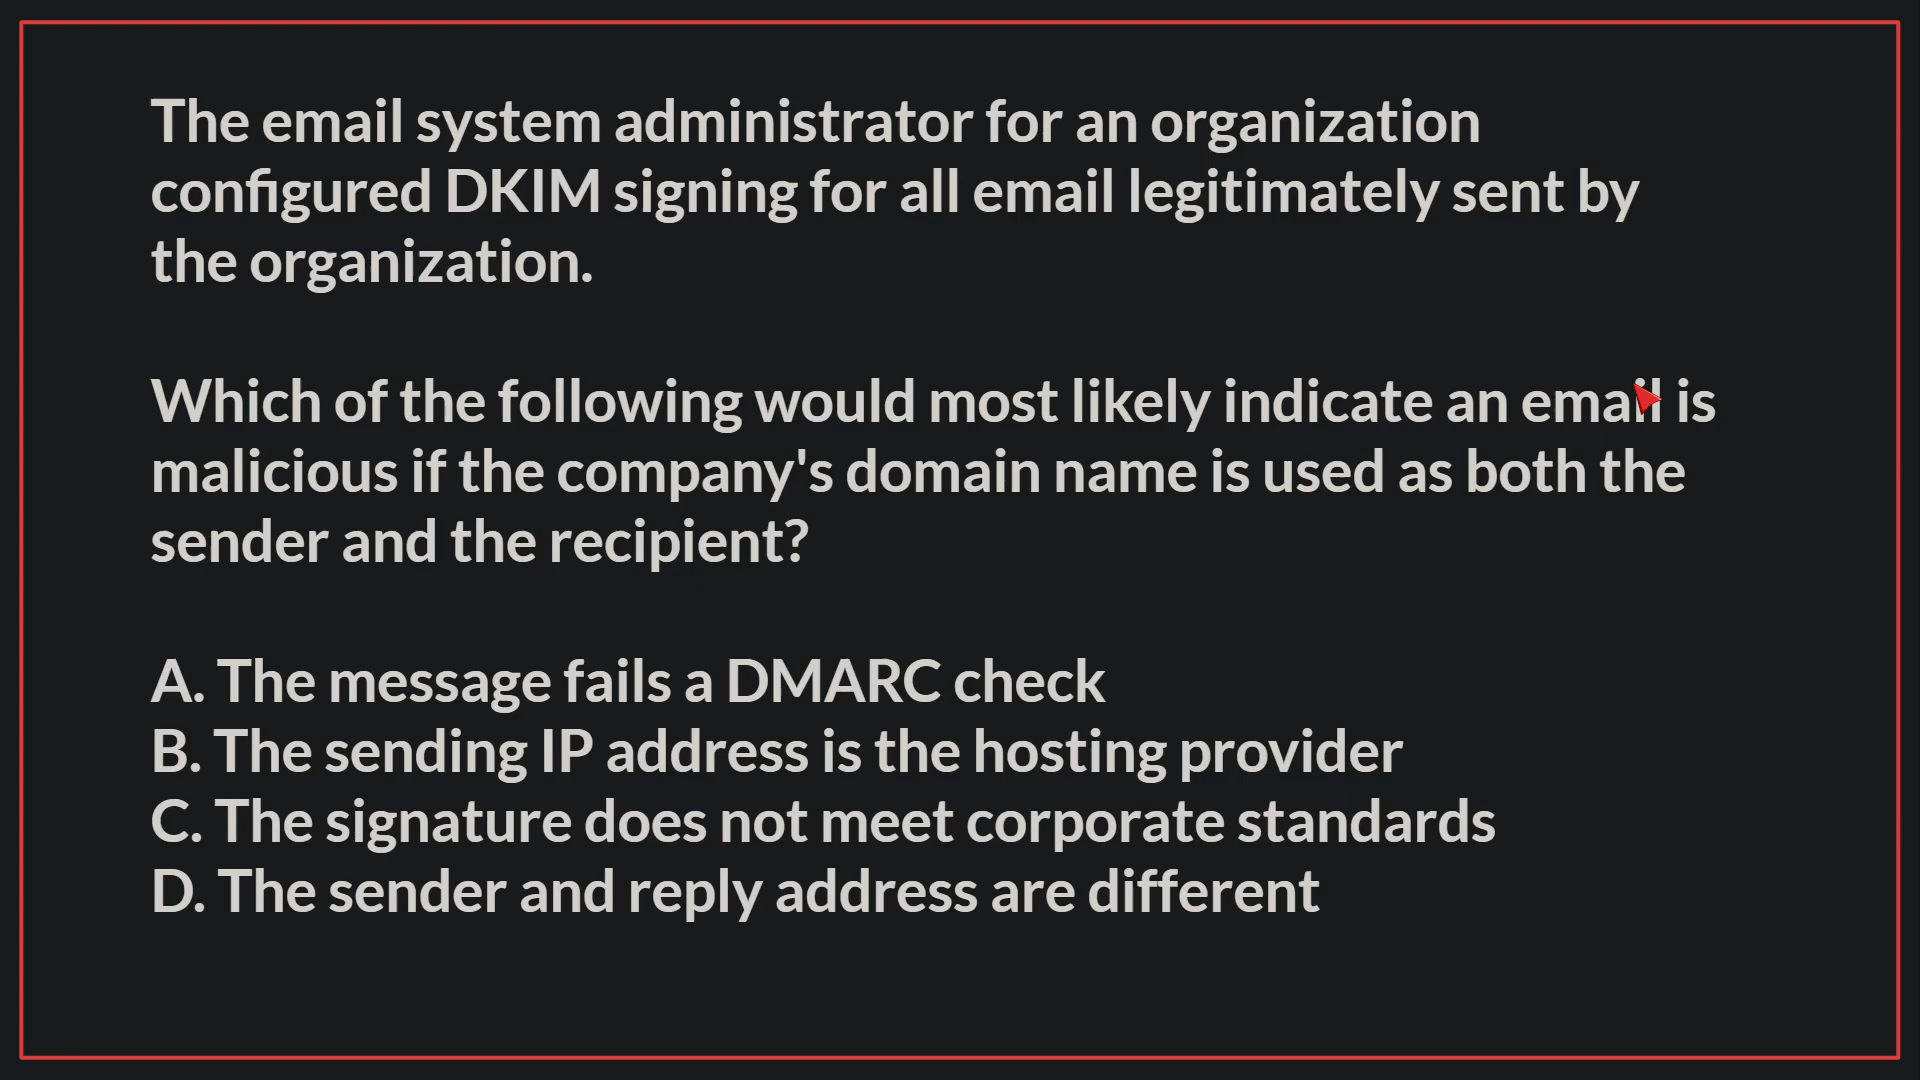 The email system administrator for an organization
configured DKIM signing for all email legitimately sent by
the organization.
Which of the following would most likely indicate an email is
malicious if the company's domain name is used as both the
sender and the recipient?
A. The message fails a DMARC check
B. The sending IP address is the hosting provider
C. The signature does not meet corporate standards
D. The sender and reply address are different